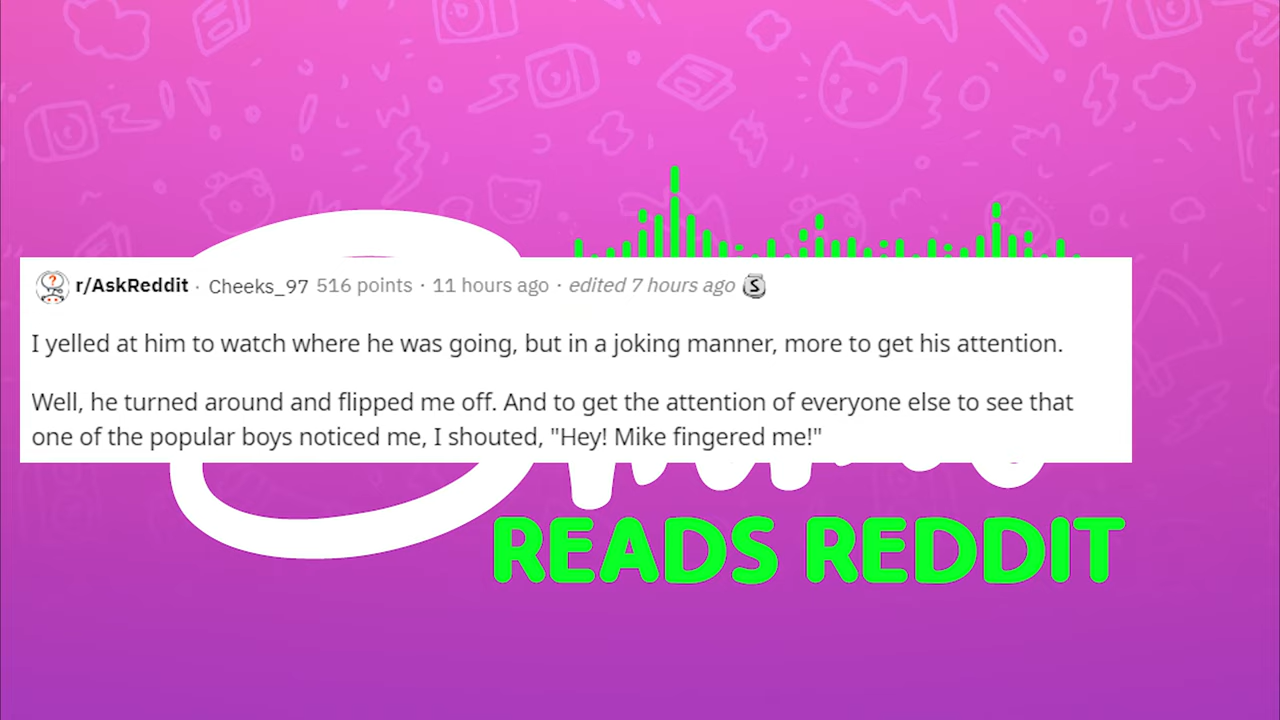 r/AskReddit · Cheeks_97 516 points · 11 hours ago · edited 7 hours ago S
I yelled at him to watch where he was going, but in a joking manner, more to get his attention.
Well, he turned around and flipped me off. And to get the attention of everyone else to see that
one of the popular boys noticed me, I shouted, "Hey! Mike fingered me!"
READS REDDIT